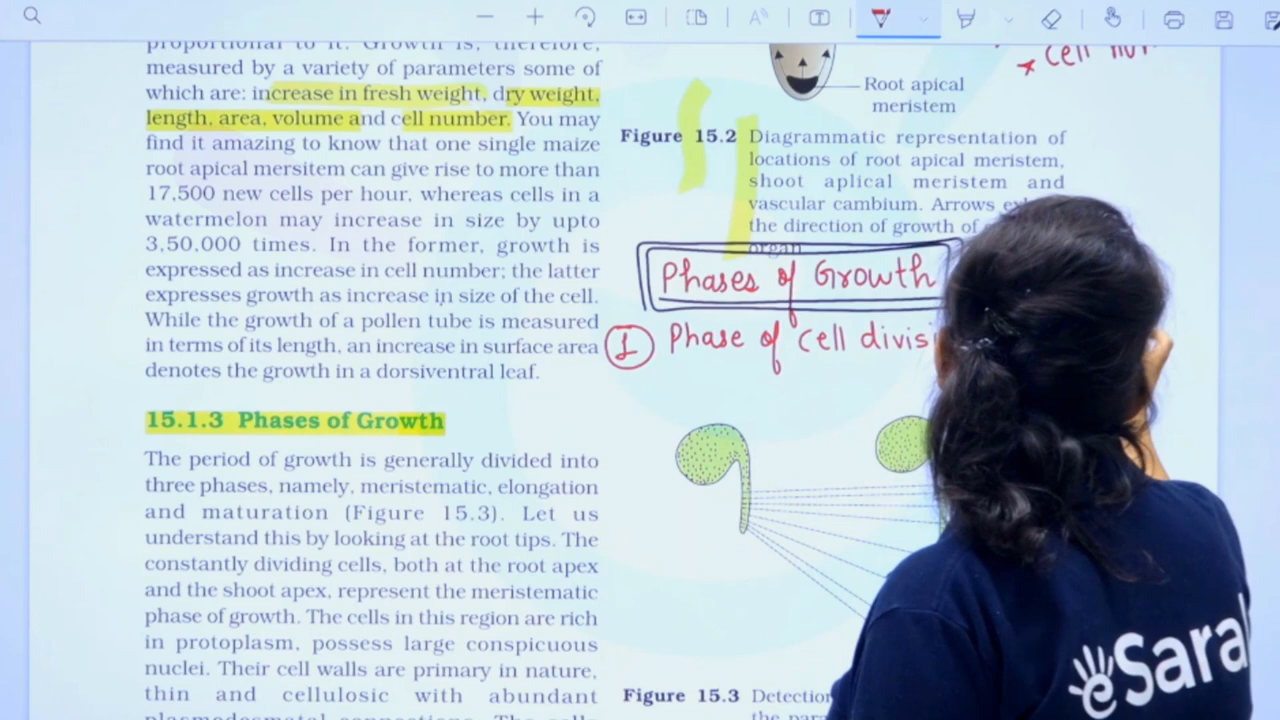 proportional to it. Growth is, therefore,
measured by a variety of parameters some of
which are: increase in fresh weight, dry weight,
length, area, volume and cell number. You may
find it amazing to know that one single maize
root apical mersitem can give rise to more than
17,500 new cells per hour, whereas cells in a
watermelon may increase in size by upto
3,50,000 times. In the former, growth is
expressed as increase in cell number; the latter
expresses growth as increase in size of the cell.
While the growth of a pollen tube is measured
in terms of its length, an increase in surface area
denotes the growth in a dorsiventral leaf.
15.1.3 Phases of Growth
The period of growth is generally divided into
three phases, namely, meristematic, elongation
and maturation (Figure 15.3). Let us
understand this by looking at the root tips. The
constantly dividing cells, both at the root apex
and the shoot apex, represent the meristematic
phase of growth. The cells in this region are rich
in protoplasm, possess large conspicuous
nuclei. Their cell walls are primary in nature,
thin and cellulosic with abundant
plasmodesmatal connections. The cells
* Cell
Root apical
meristem
Figure 15.2 Diagrammatic representation of
locations of root apical meristem,
shoot aplical meristem and
vascular cambium. Arrows
the direction of growth of
organ
Phases of Growth
1 Phase of cell divisi
Figure 15.3 Detection
the para
eSaral